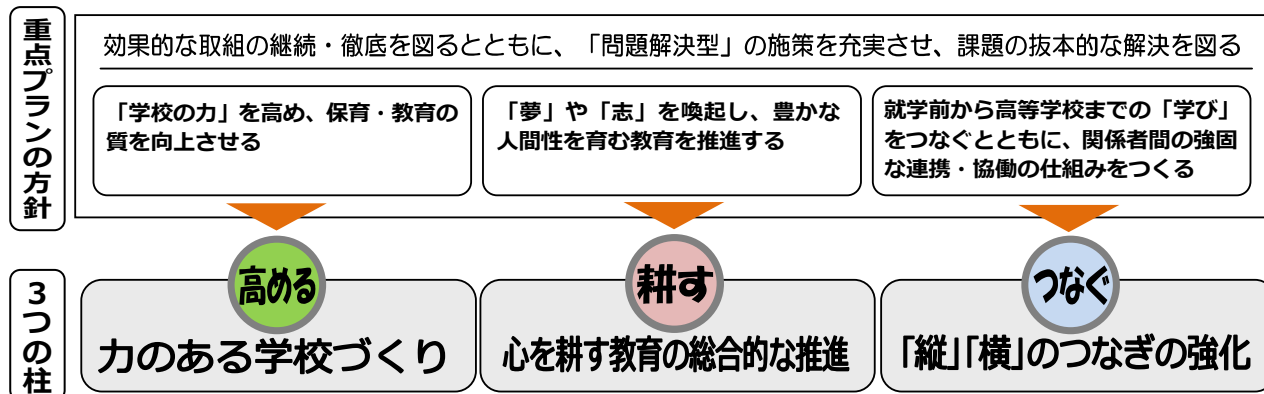 重点プランの方針
効果的な取組の継続・徹底を図るとともに、「問題解決型」の施策を充実させ、課題の抜本的な解決を図る
「学校の力」を高め、保育・教育の
質を向上させる
「夢」や「志」を喚起し、豊かな
人間性を育む教育を推進する
就学前から高等学校までの「学び」
をつなぐとともに、関係者間の強固
な連携・協働の仕組みをつくる
3つの柱
高める
力のある学校づくり
耕す
心を耕す教育の総合的な推進
つなぐ
「縦」「横」のつなぎの強化